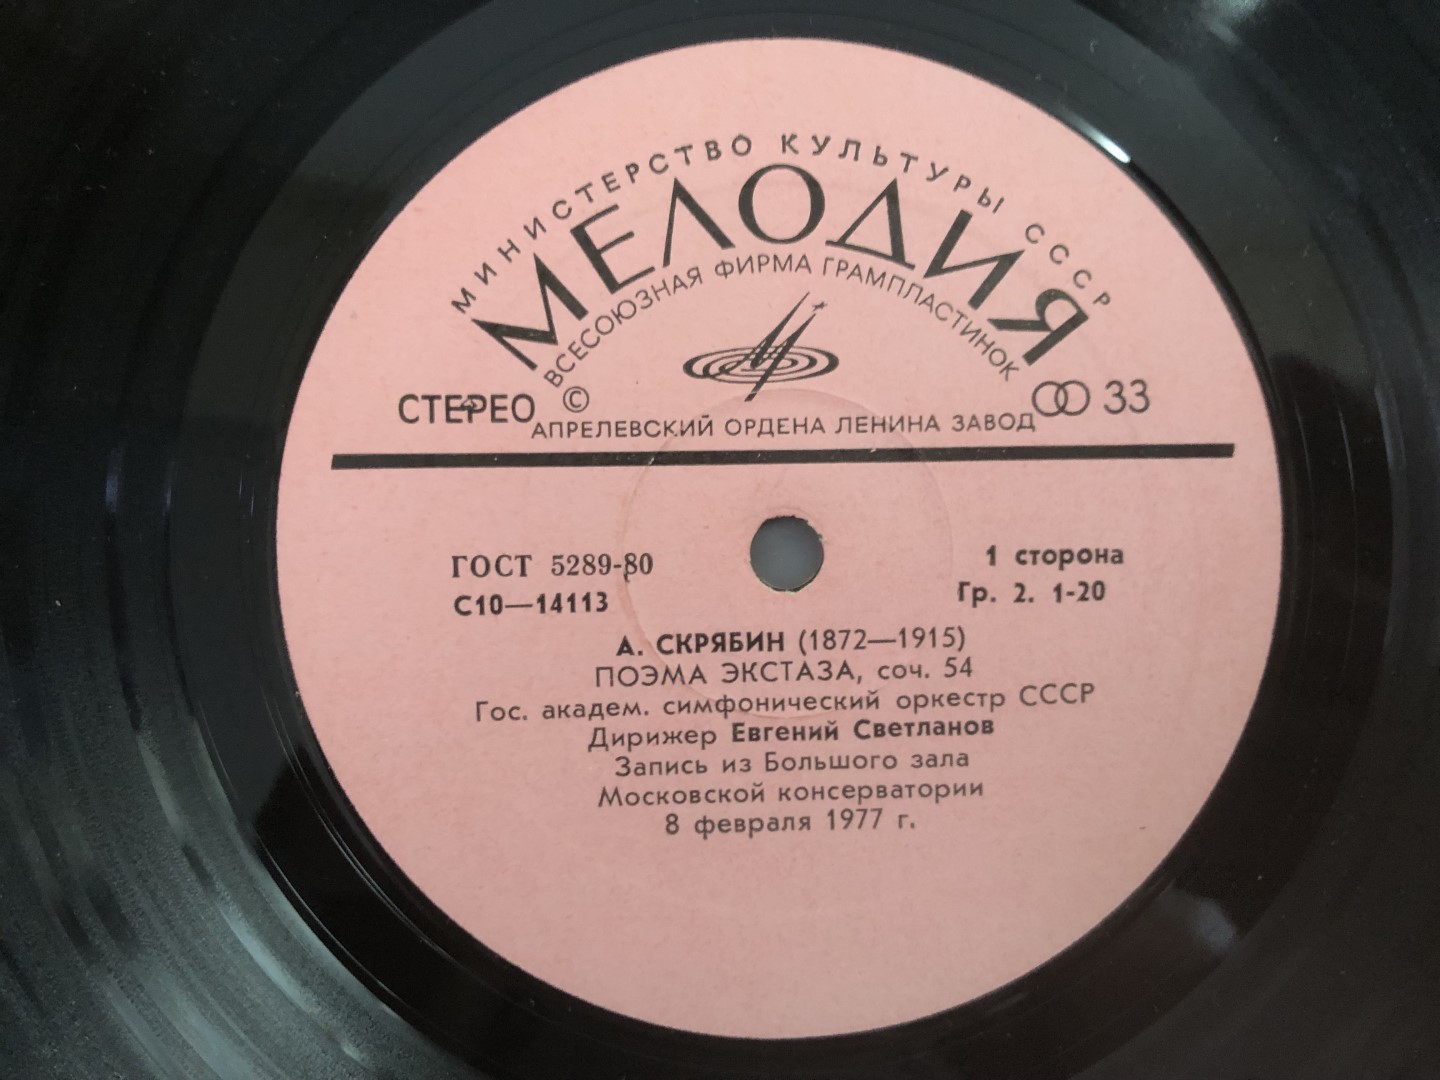 МИНИСТЕРСТВО КУЛЬТУРЫ СССР
МЕЛОДИЯ
ВСЕСОЮЗНАЯ ФИРМА ГРАМПЛАСТИНОК
СТЕРЕО © 33
АПРЕЛЕВСКИЙ ОРДЕНА ЛЕНИНА ЗАВОД
ГОСТ 5289-80 1 сторона
С10—14113 Гр. 2. 1-20
А. СКРЯБИН (1872—1915)
ПОЭМА ЭКСТАЗА, соч. 54
Гос. академ. симфонический оркестр СССР
Дирижер Евгений Светланов
Запись из Большого зала
Московской консерватории
8 февраля 1977 г.